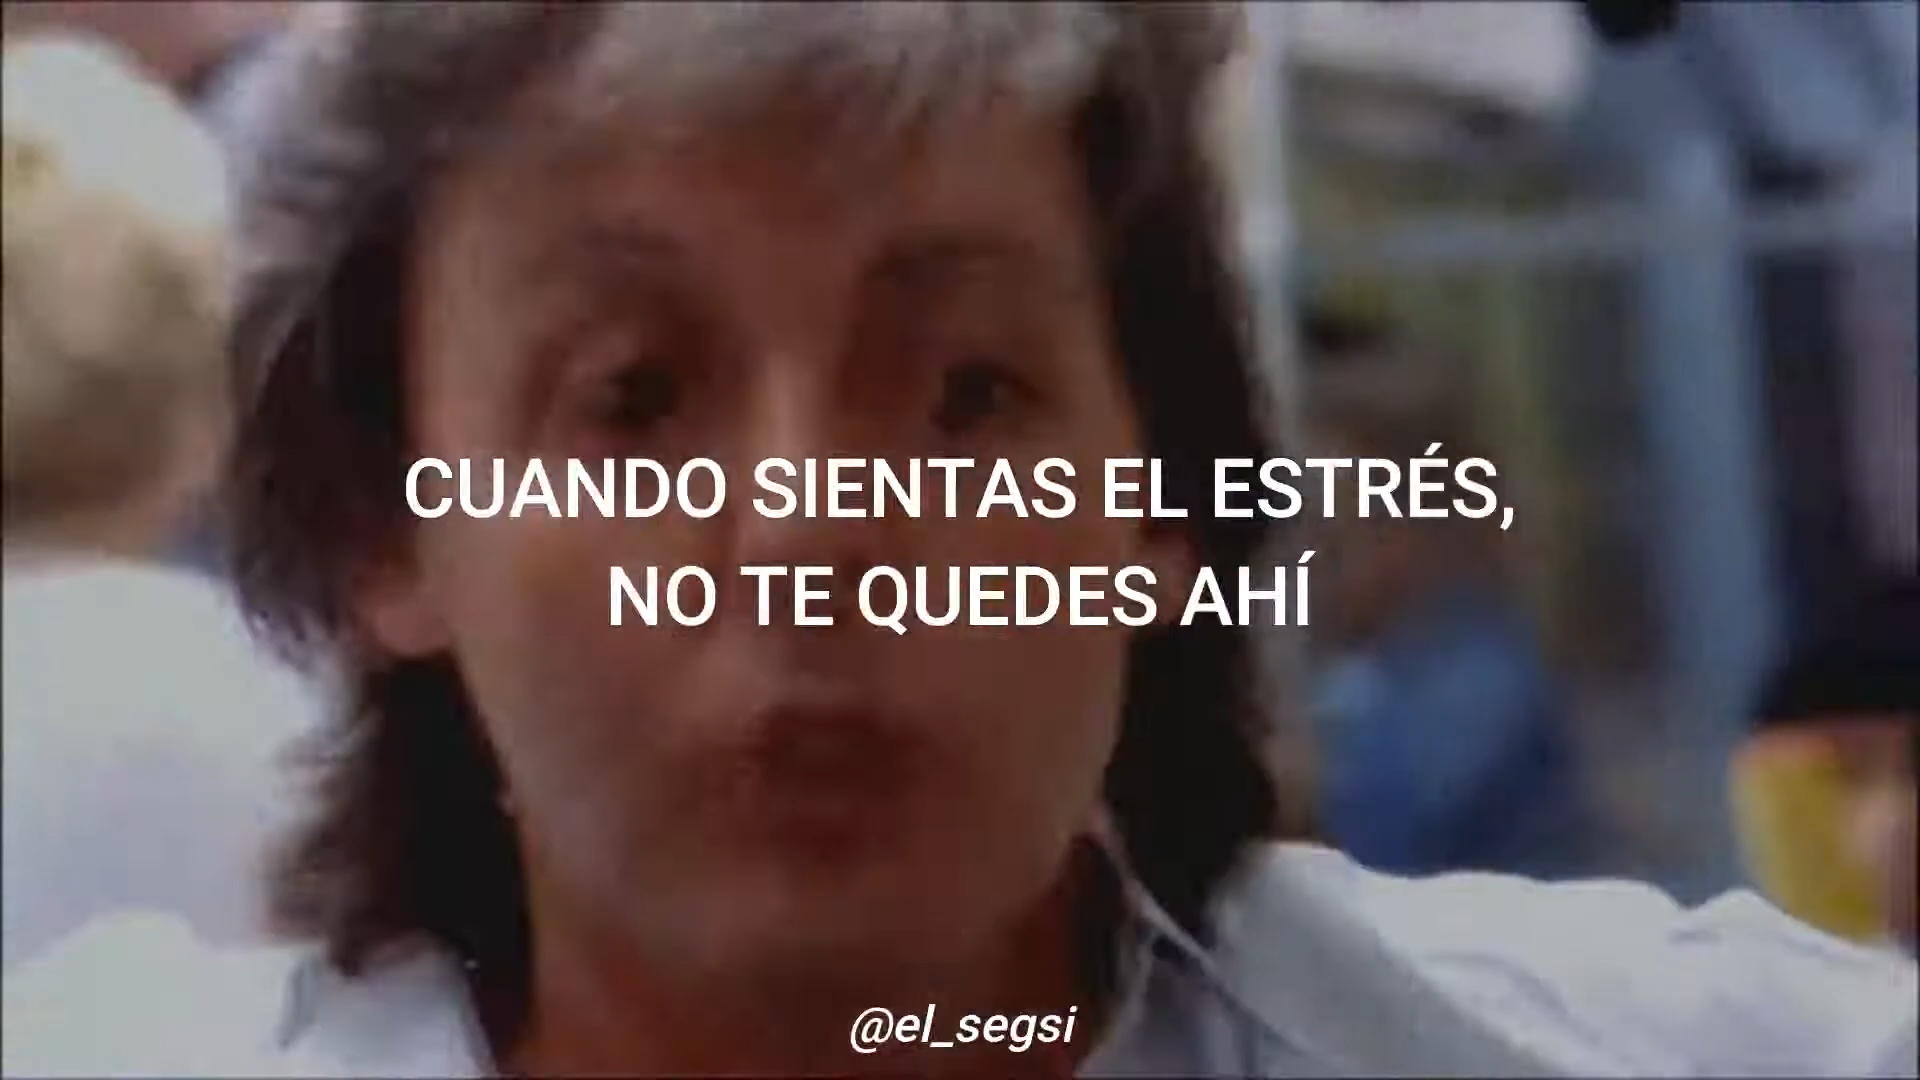 CUANDO SIENTAS EL ESTRÉS,
NO TE QUEDES AHÍ
@el_segsi